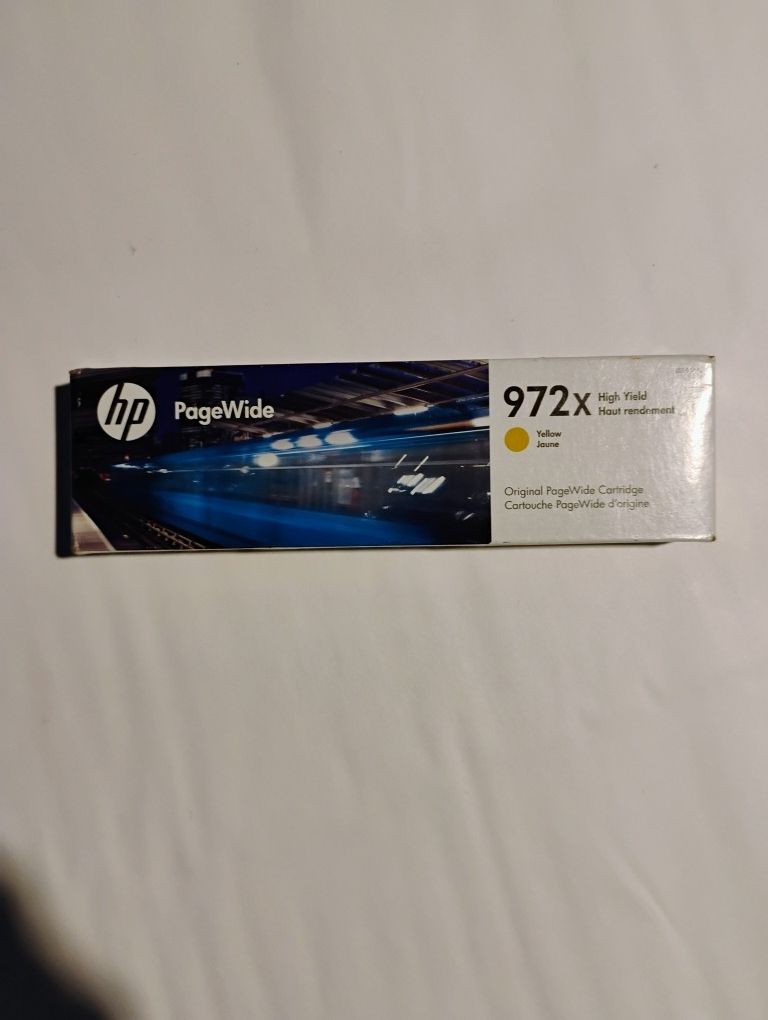 hp
PageWide
972x
High Yield
Haut rendement
Yellow
Jaune
Original PageWide Cartridge
Cartouche PageWide d'origine